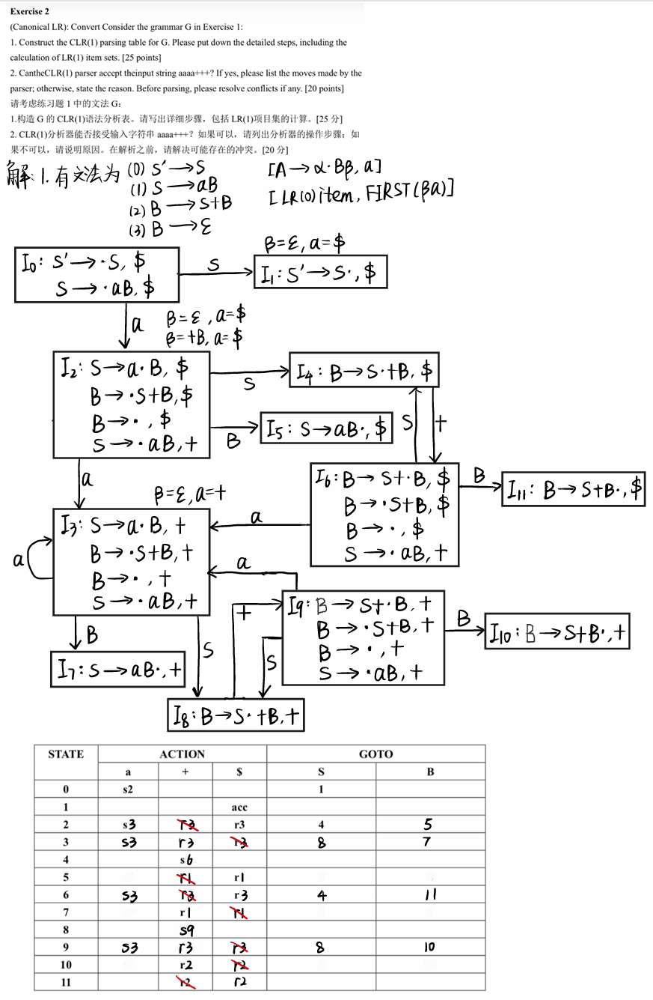 Exercise 2
(Canonical LR): Convert Consider the grammar G in Exercise 1:
1. Construct the CLR(1) parsing table for G. Please put down the detailed steps, including the
calculation of LR(1) item sets. [25 points]
2. CantheCLR(1) parser accept theinput string aaaa+++? If yes, please list the moves made by the
parser; otherwise, state the reason. Before parsing, please resolve conflicts if any. [20 points]
请考虑练习题 1 中的文法 G:
1.构造 G 的 CLR(1)语法分析表。请写出详细步骤，包括 LR(1)项目集的计算。[25 分]
2. CLR(1)分析器能否接受输入字符串 aaaa+++？如果可以，请列出分析器的操作步骤；如
果不可以，请说明原因。在解析之前，请解决可能存在的冲突。[20 分]
解: 1. 有文法为 (0) S' → S
(1) S → aB
(2) B → S+B
(3) B → ε
[A → α·Bβ, a]
[LR(0) item, FIRST(βa)]
I0: S' → ·S, $
S → ·aB, $
S
β=ε, a=$
I1: S' → S·, $
a
β=ε, a=$
β=+B, a=$
I2: S → a·B, $
B → ·S+B, $
B → ·, $
S → ·aB, +
S
I4: B → S·+B, $
B
I5: S → aB·, $
S
+
a
β=ε, a=+
I6: B → S+·B, $
B → ·S+B, $
B → ·, $
S → ·aB, +
B
I11: B → S+B·, $
a
I3: S → a·B, +
B → ·S+B, +
B → ·, +
S → ·aB, +
a
a
I9: B → S+·B, +
B → ·S+B, +
B → ·, +
S → ·aB, +
+
S
B
I10: B → S+B·, +
B
S
I7: S → aB·, +
I8: B → S·+B, +
STATE ACTION GOTO
a + $ S B
0 s2 1
1 acc
2 s3 r3 r3 4 5
3 s3 r3 r3 8 7
4 s6
5 r1 r1
6 s3 r3 r3 4 11
7 r1 r1
8 s9
9 s3 r3 r3 8 10
10 r2 r2
11 r2 r2